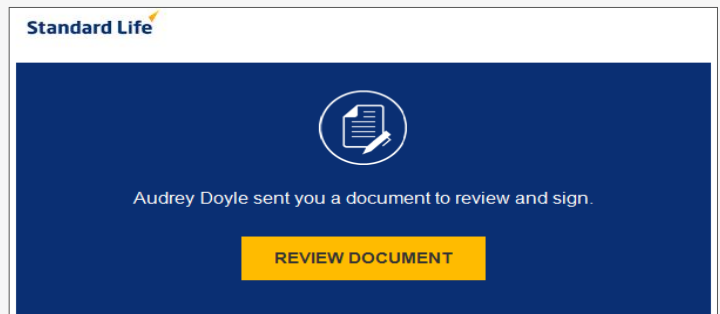 Standard Life
Audrey Doyle sent you a document to review and sign.
REVIEW DOCUMENT